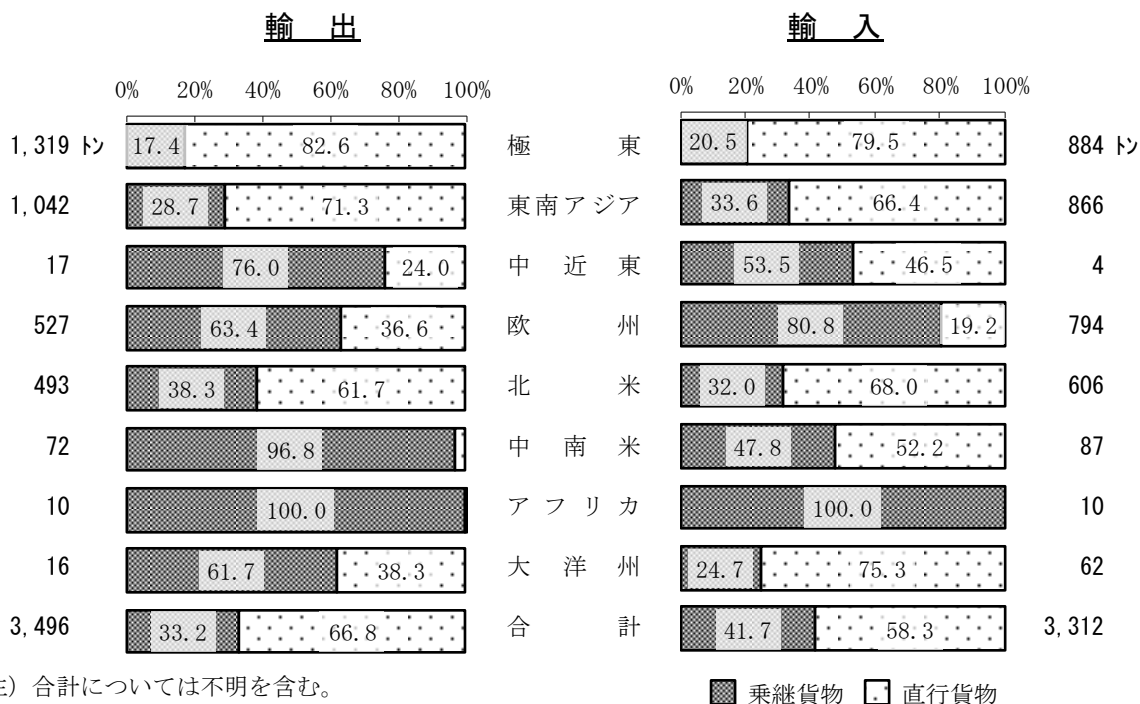 輸 出 輸 入
0% 20% 40% 60% 80% 100% 0% 20% 40% 60% 80% 100%
1,319 トン 17.4 82.6 極 東 20.5 79.5 884 トン
1,042 28.7 71.3 東南アジア 33.6 66.4 866
17 76.0 24.0 中 近 東 53.5 46.5 4
527 63.4 36.6 欧 州 80.8 19.2 794
493 38.3 61.7 北 米 32.0 68.0 606
72 96.8 中 南 米 47.8 52.2 87
10 100.0 ア フ リ カ 100.0 10
16 61.7 38.3 大 洋 州 24.7 75.3 62
3,496 33.2 66.8 合 計 41.7 58.3 3,312
) 合計については不明を含む。
乗継貨物 直行貨物